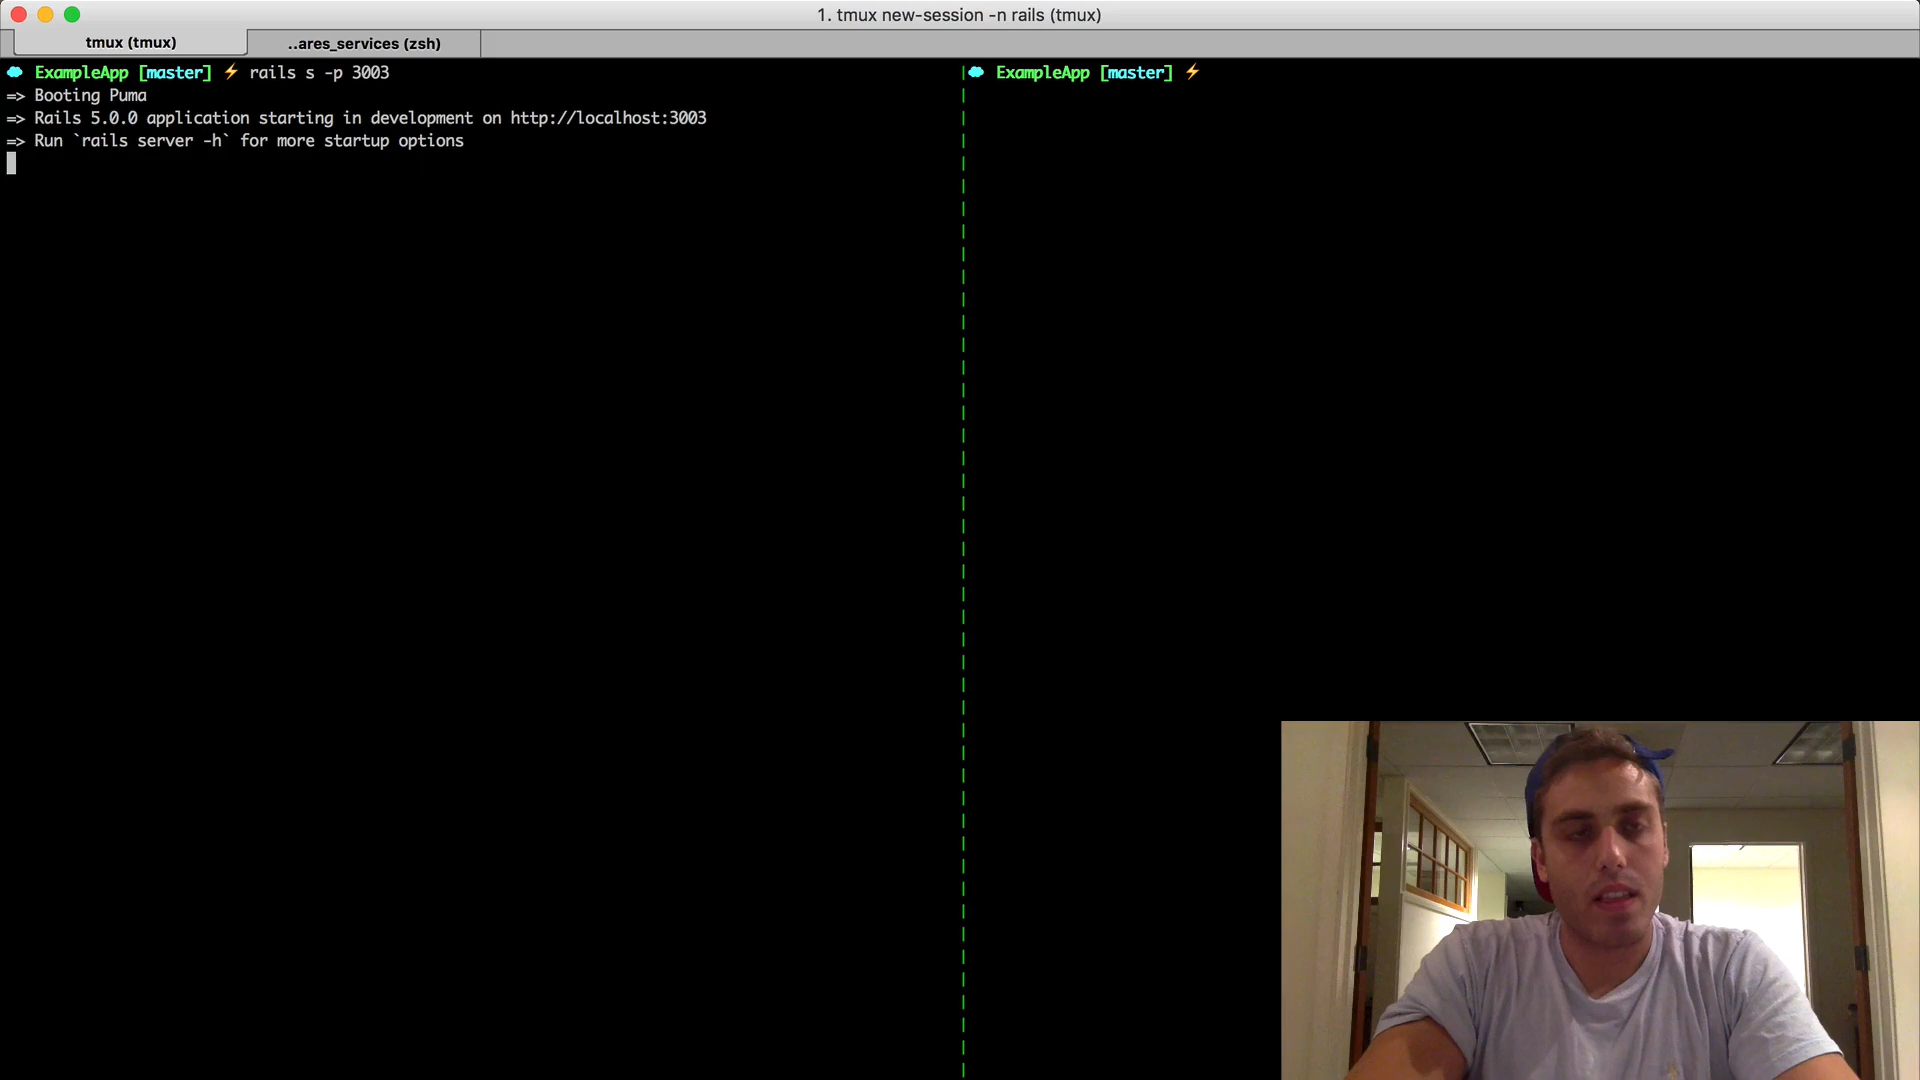 1. tmux new-session -n rails (tmux)
tmux (tmux)
..ares_services (zsh)
ExampleApp [master] ⚡ rails s -p 3003
=> Booting Puma
=> Rails 5.0.0 application starting in development on http://localhost:3003
=> Run `rails server -h` for more startup options
ExampleApp [master] ⚡